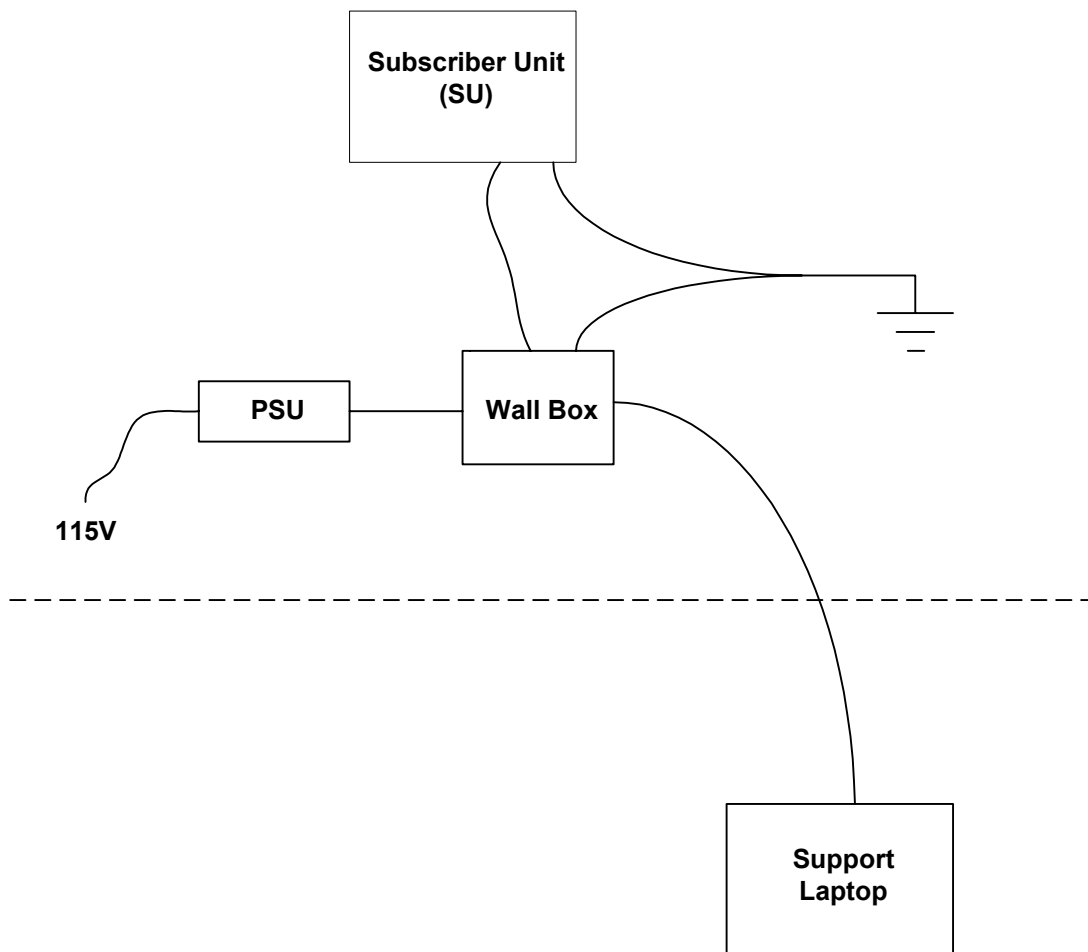 Subscriber Unit
(SU)
PSU
Wall Box
115V
Support
Laptop